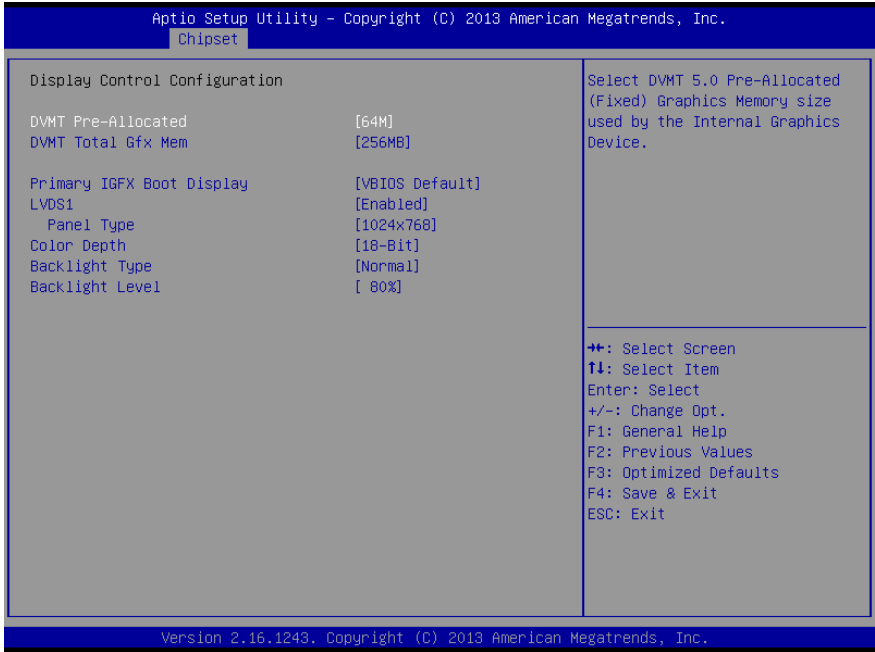 Aptio Setup Utility – Copyright (C) 2013 American Megatrends, Inc.
Chipset
Display Control Configuration
DVMT Pre-Allocated [64M]
DVMT Total Gfx Mem [256MB]
Primary IGFX Boot Display [VBIOS Default]
LVDS1 [Enabled]
Panel Type [1024x768]
Color Depth [18-Bit]
Backlight Type [Normal]
Backlight Level [ 80%]
Select DVMT 5.0 Pre-Allocated
(Fixed) Graphics Memory size
used by the Internal Graphics
Device.
→←: Select Screen
↑↓: Select Item
Enter: Select
+/-: Change Opt.
F1: General Help
F2: Previous Values
F3: Optimized Defaults
F4: Save & Exit
ESC: Exit
Version 2.16.1243. Copyright (C) 2013 American Megatrends, Inc.